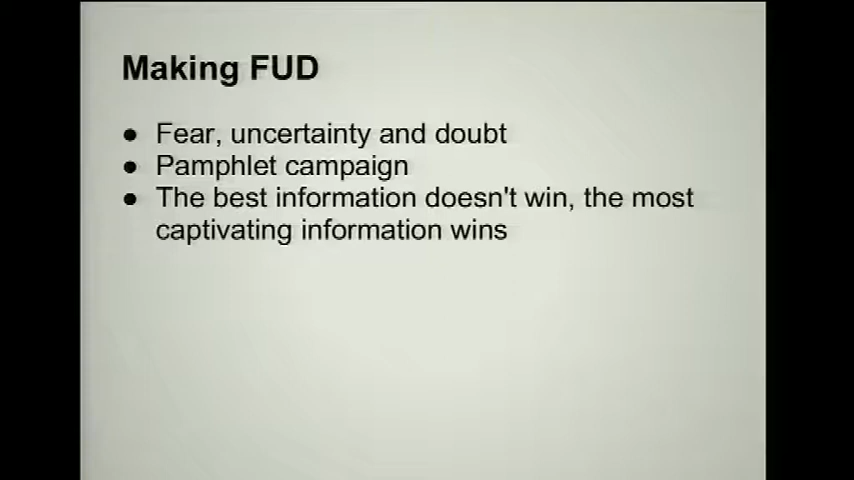 Making FUD
● Fear, uncertainty and doubt
● Pamphlet campaign
● The best information doesn't win, the most
captivating information wins